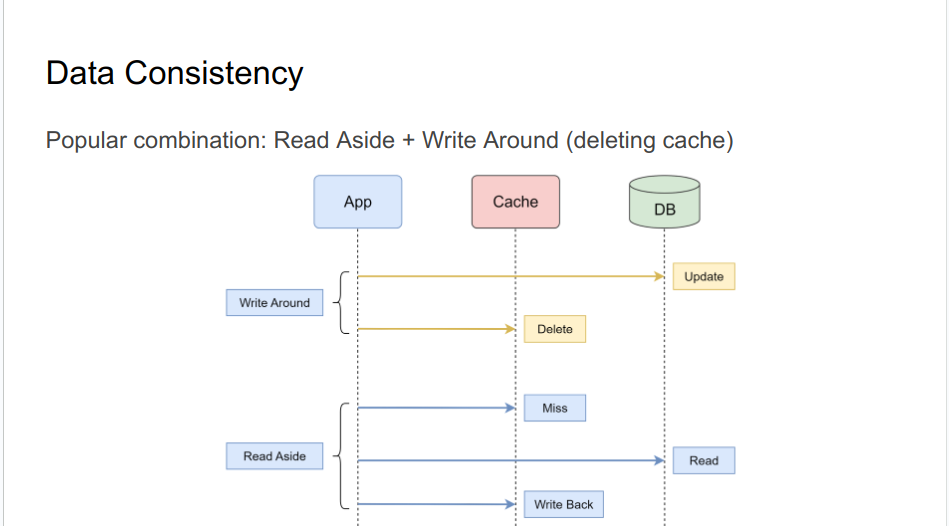 Data Consistency
Popular combination: Read Aside + Write Around (deleting cache)
App
Cache
DB
Update
Write Around
Delete
Miss
Read Aside
Read
Write Back